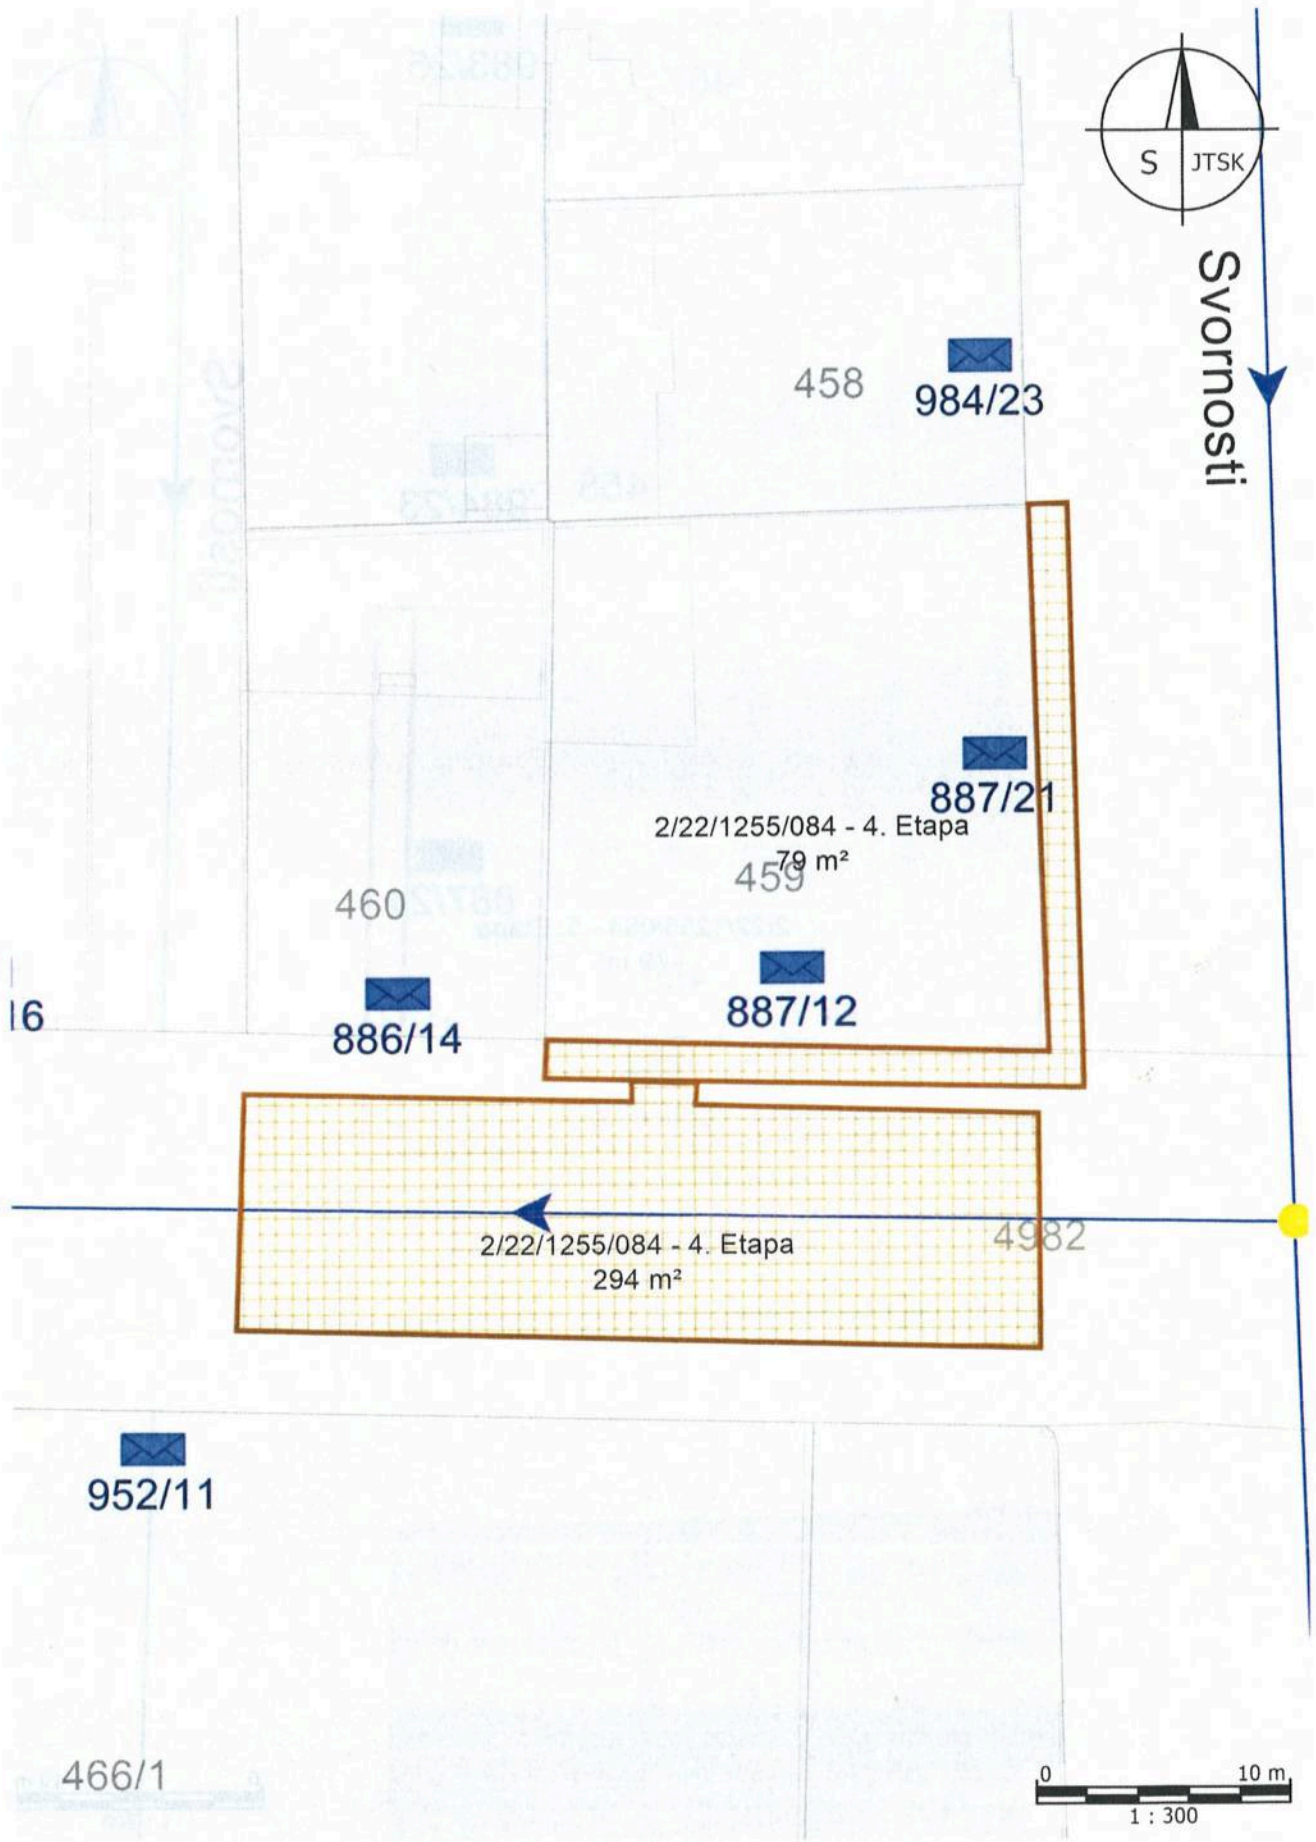 S JTSK
Svornosti
458
984/23
887/21
2/22/1255/084 - 4. Etapa
79 m²
459
460
887/12
16
886/14
4982
2/22/1255/084 - 4. Etapa
294 m²
952/11
466/1
0 10 m
1 : 300